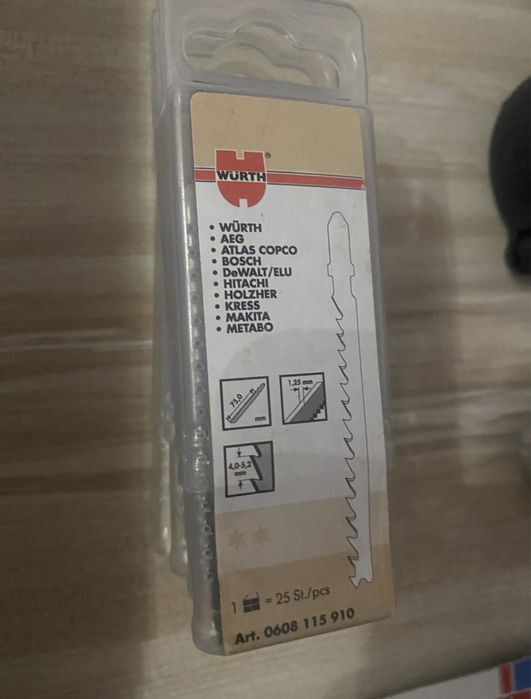 WÜRTH®
• WÜRTH
• AEG
• ATLAS COPCO
• BOSCH
• DeWALT/ELU
• HITACHI
• HOLZHER
• KRESS
• MAKITA
• METABO
75,0
mm
1,25 mm
4,0-5,2
mm
1 = 25 St./pcs
Art. 0608 115 910